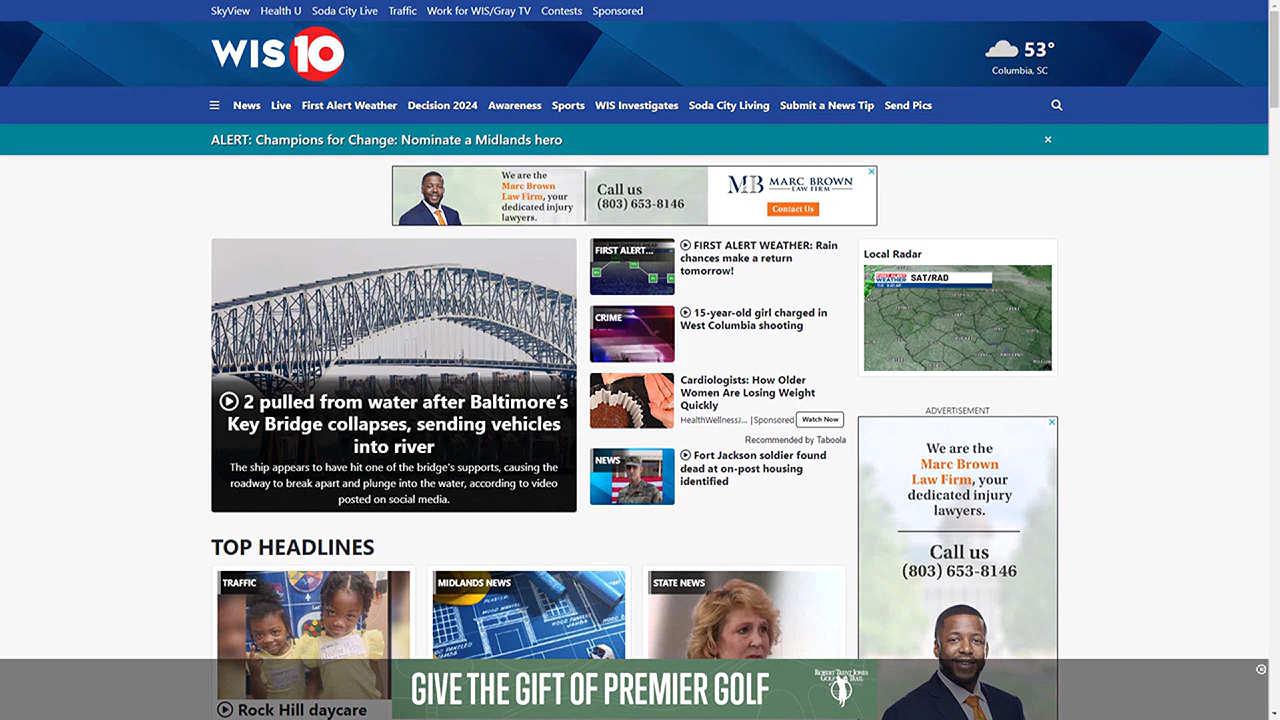 SkyView Health U Soda City Live Traffic Work for WIS/Gray TV Contests Sponsored
WIS 10
53°
Columbia, SC
News Live First Alert Weather Decision 2024 Awareness Sports WIS Investigates Soda City Living Submit a News Tip Send Pics
ALERT: Champions for Change: Nominate a Midlands hero
We are the
Marc Brown
Law Firm, your
dedicated injury
lawyers.
Call us
(803) 653-8146
MB MARC BROWN
LAW FIRM
Contact Us
2 pulled from water after Baltimore's
Key Bridge collapses, sending vehicles
into river
The ship appears to have hit one of the bridge's supports, causing the
roadway to break apart and plunge into the water, according to video
posted on social media.
FIRST ALERT...
FIRST ALERT WEATHER: Rain
chances make a return
tomorrow!
CRIME
15-year-old girl charged in
West Columbia shooting
Cardiologists: How Older
Women Are Losing Weight
Quickly
HealthWellnessJ... | Sponsored
Watch Now
Recommended by Taboola
NEWS
Fort Jackson soldier found
dead at on-post housing
identified
Local Radar
FIRST ALERT
WEATHER
SAT/RAD
ADVERTISEMENT
We are the
Marc Brown
Law Firm, your
dedicated injury
lawyers.
Call us
(803) 653-8146
TOP HEADLINES
TRAFFIC
Rock Hill daycare
MIDLANDS NEWS
STATE NEWS
GIVE THE GIFT OF PREMIER GOLF
ROBERT TRENT JONES
GOLF TRAIL